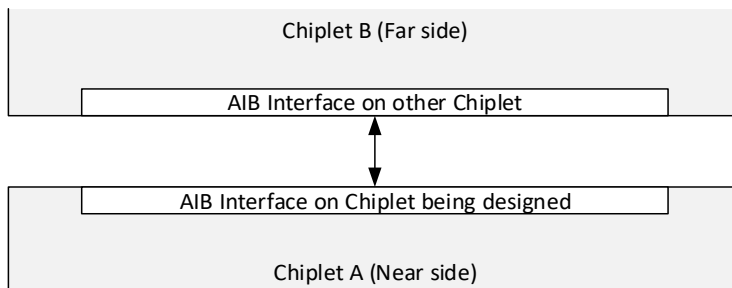 Chiplet B (Far side)
AIB Interface on other Chiplet
AIB Interface on Chiplet being designed
Chiplet A (Near side)